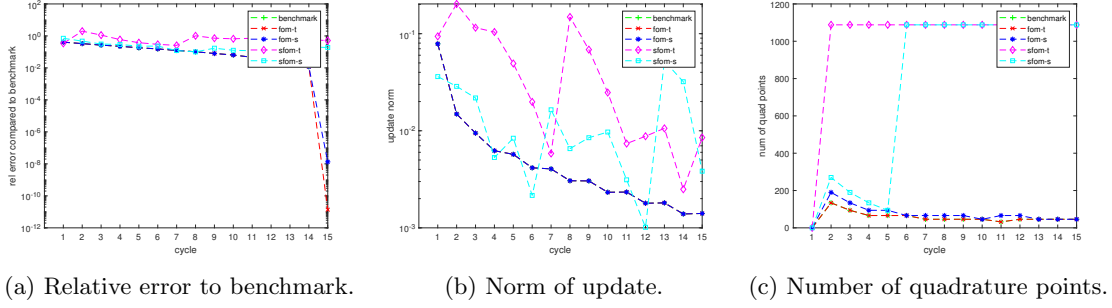 10^2
10^0
10^-2
10^-4
10^-6
10^-8
10^-10
10^-12
rel error compared to benchmark
1 2 3 4 5 6 7 8 9 10 11 12 13 14 15
cycle
benchmark
fom-t
fom-s
sfom-t
sfom-s
10^-1
10^-2
10^-3
update norm
1 2 3 4 5 6 7 8 9 10 11 12 13 14 15
cycle
benchmark
fom-t
fom-s
sfom-t
sfom-s
1200
1000
800
600
400
200
0
num of quad points
1 2 3 4 5 6 7 8 9 10 11 12 13 14 15
cycle
benchmark
fom-t
fom-s
sfom-t
sfom-s
(a) Relative error to benchmark.
(b) Norm of update.
(c) Number of quadrature points.